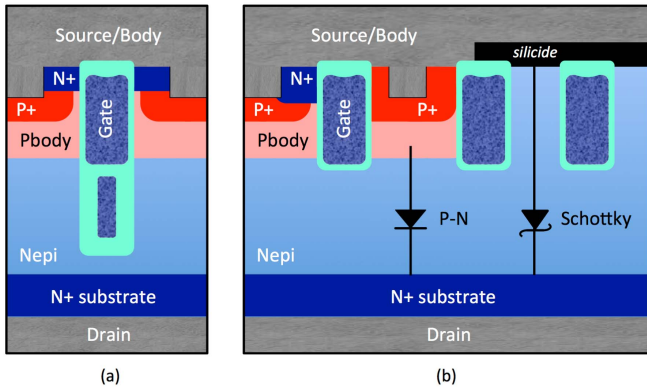 Source/Body
N+
P+
Gate
Pbody
Nepi
N+ substrate
Drain
(a)
Source/Body
silicide
N+
P+
Gate
P+
Pbody
P-N
Schottky
Nepi
N+ substrate
Drain
(b)